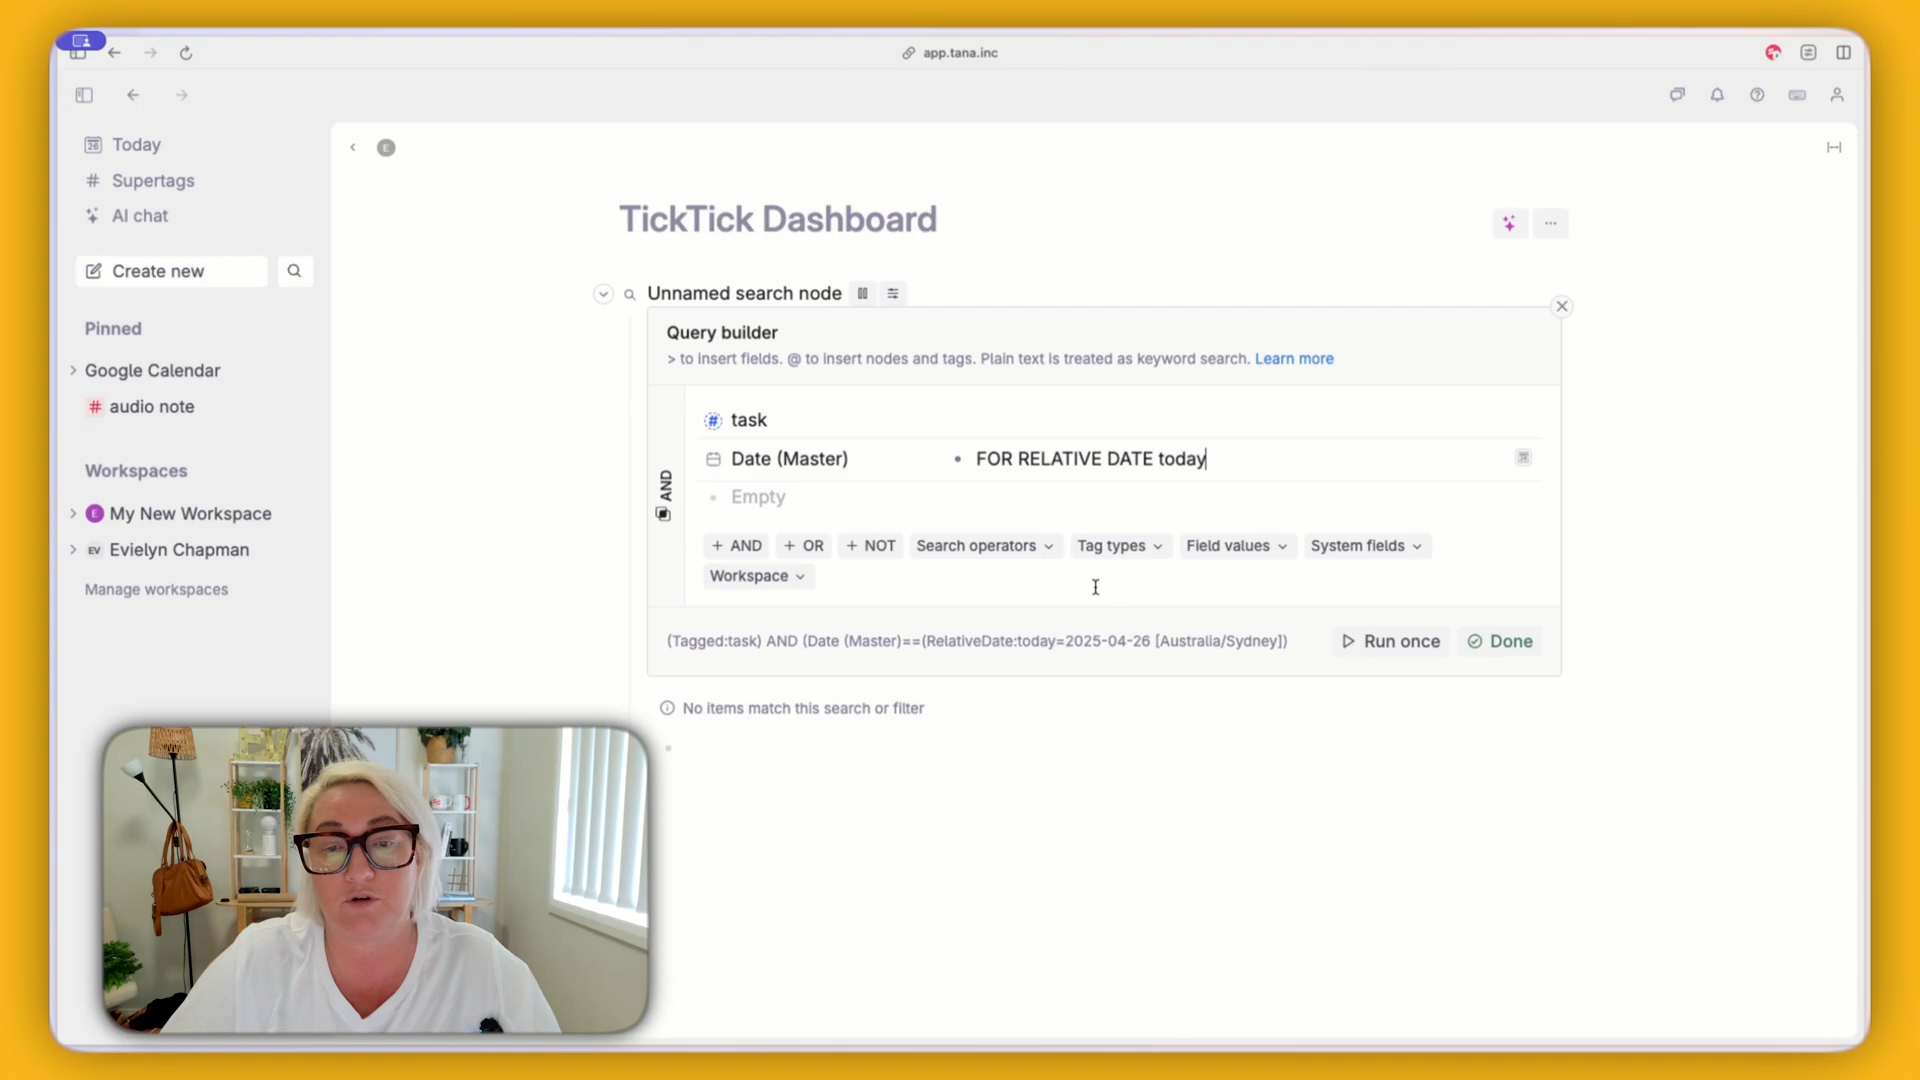 app.tana.inc
26 Today
# Supertags
AI chat
Create new
Pinned
Google Calendar
# audio note
Workspaces
E My New Workspace
EV Evielyn Chapman
Manage workspaces
E
TickTick Dashboard
...
Unnamed search node
Query builder
> to insert fields. @ to insert nodes and tags. Plain text is treated as keyword search. Learn more
AND
# task
Date (Master) • FOR RELATIVE DATE today
Empty
+ AND + OR + NOT Search operators Tag types Field values System fields
Workspace
(Tagged:task) AND (Date (Master)==(RelativeDate:today=2025-04-26 [Australia/Sydney])
Run once
Done
No items match this search or filter